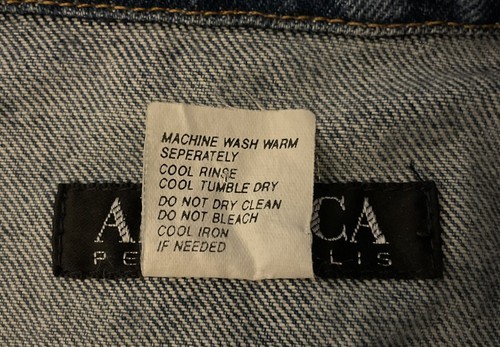 MACHINE WASH WARM
SEPERATELY
COOL RINSE
COOL TUMBLE DRY
DO NOT DRY CLEAN
DO NOT BLEACH
COOL IRON
IF NEEDED